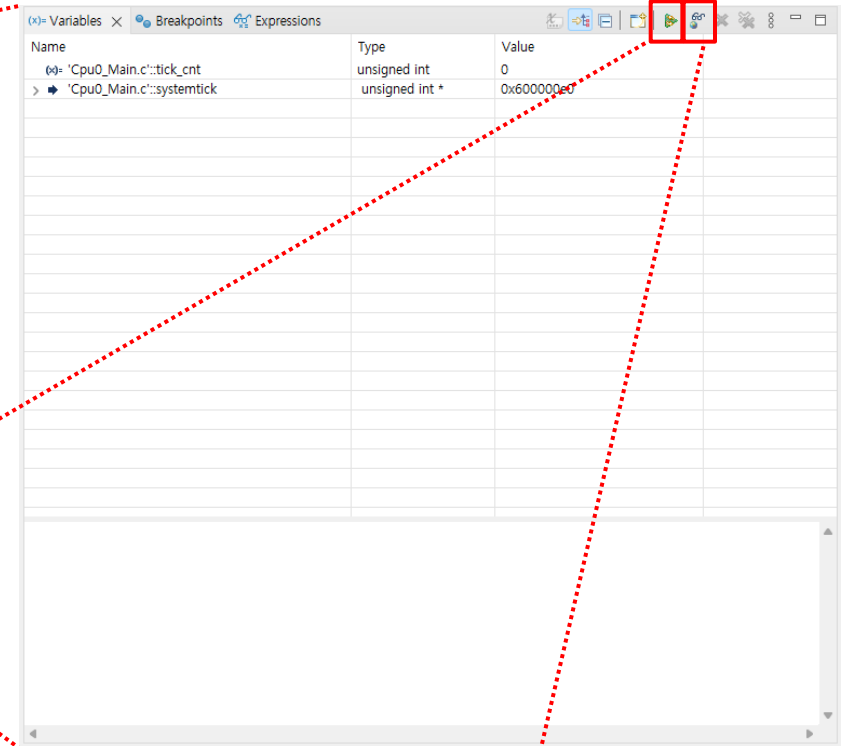 (x)= Variables Breakpoints Expressions
Name Type Value
(x)= 'Cpu0_Main.c'::tick_cnt unsigned int 0
'Cpu0_Main.c'::systemtick unsigned int * 0x600000e0